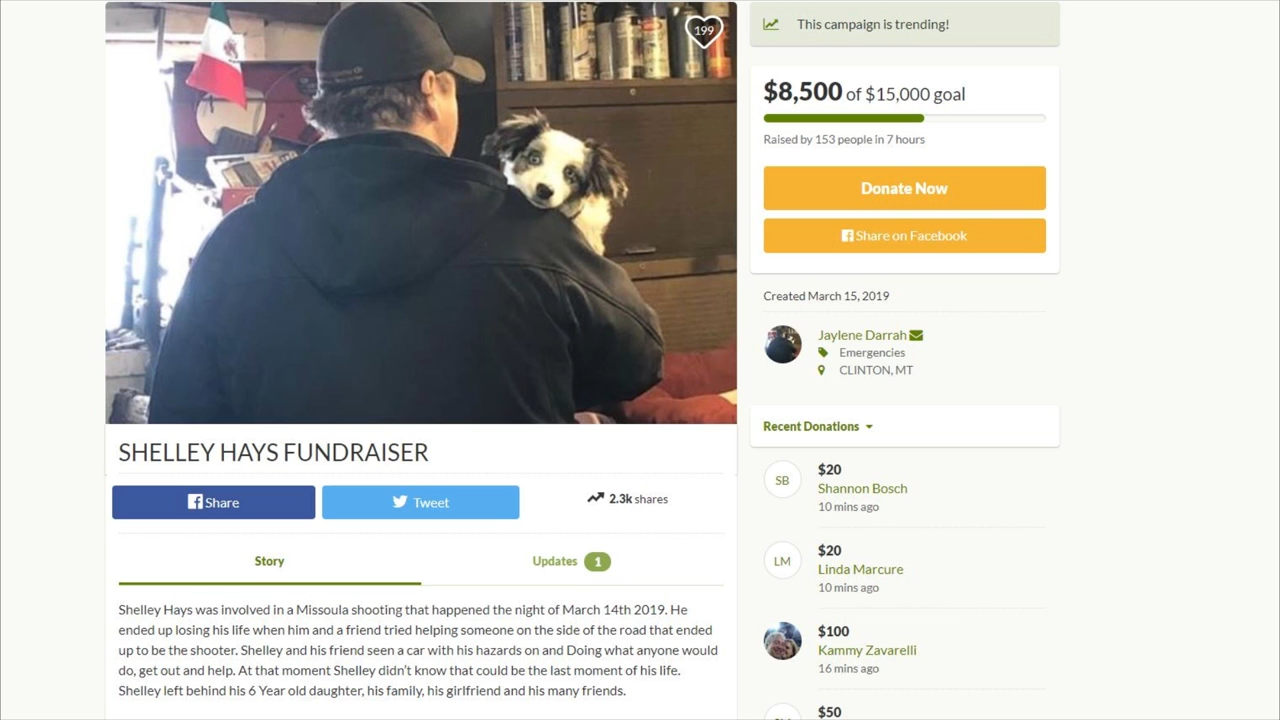 199
This campaign is trending!
$8,500 of $15,000 goal
Raised by 153 people in 7 hours
Donate Now
Share on Facebook
Created March 15, 2019
Jaylene Darrah
Emergencies
CLINTON, MT
SHELLEY HAYS FUNDRAISER
Share
Tweet
2.3k shares
Story
Updates 1
Shelley Hays was involved in a Missoula shooting that happened the night of March 14th 2019. He
ended up losing his life when him and a friend tried helping someone on the side of the road that ended
up to be the shooter. Shelley and his friend seen a car with his hazards on and Doing what anyone would
do, get out and help. At that moment Shelley didn't know that could be the last moment of his life.
Shelley left behind his 6 Year old daughter, his family, his girlfriend and his many friends.
Recent Donations
SB
$20
Shannon Bosch
10 mins ago
LM
$20
Linda Marcure
10 mins ago
$100
Kammy Zavarelli
16 mins ago
$50